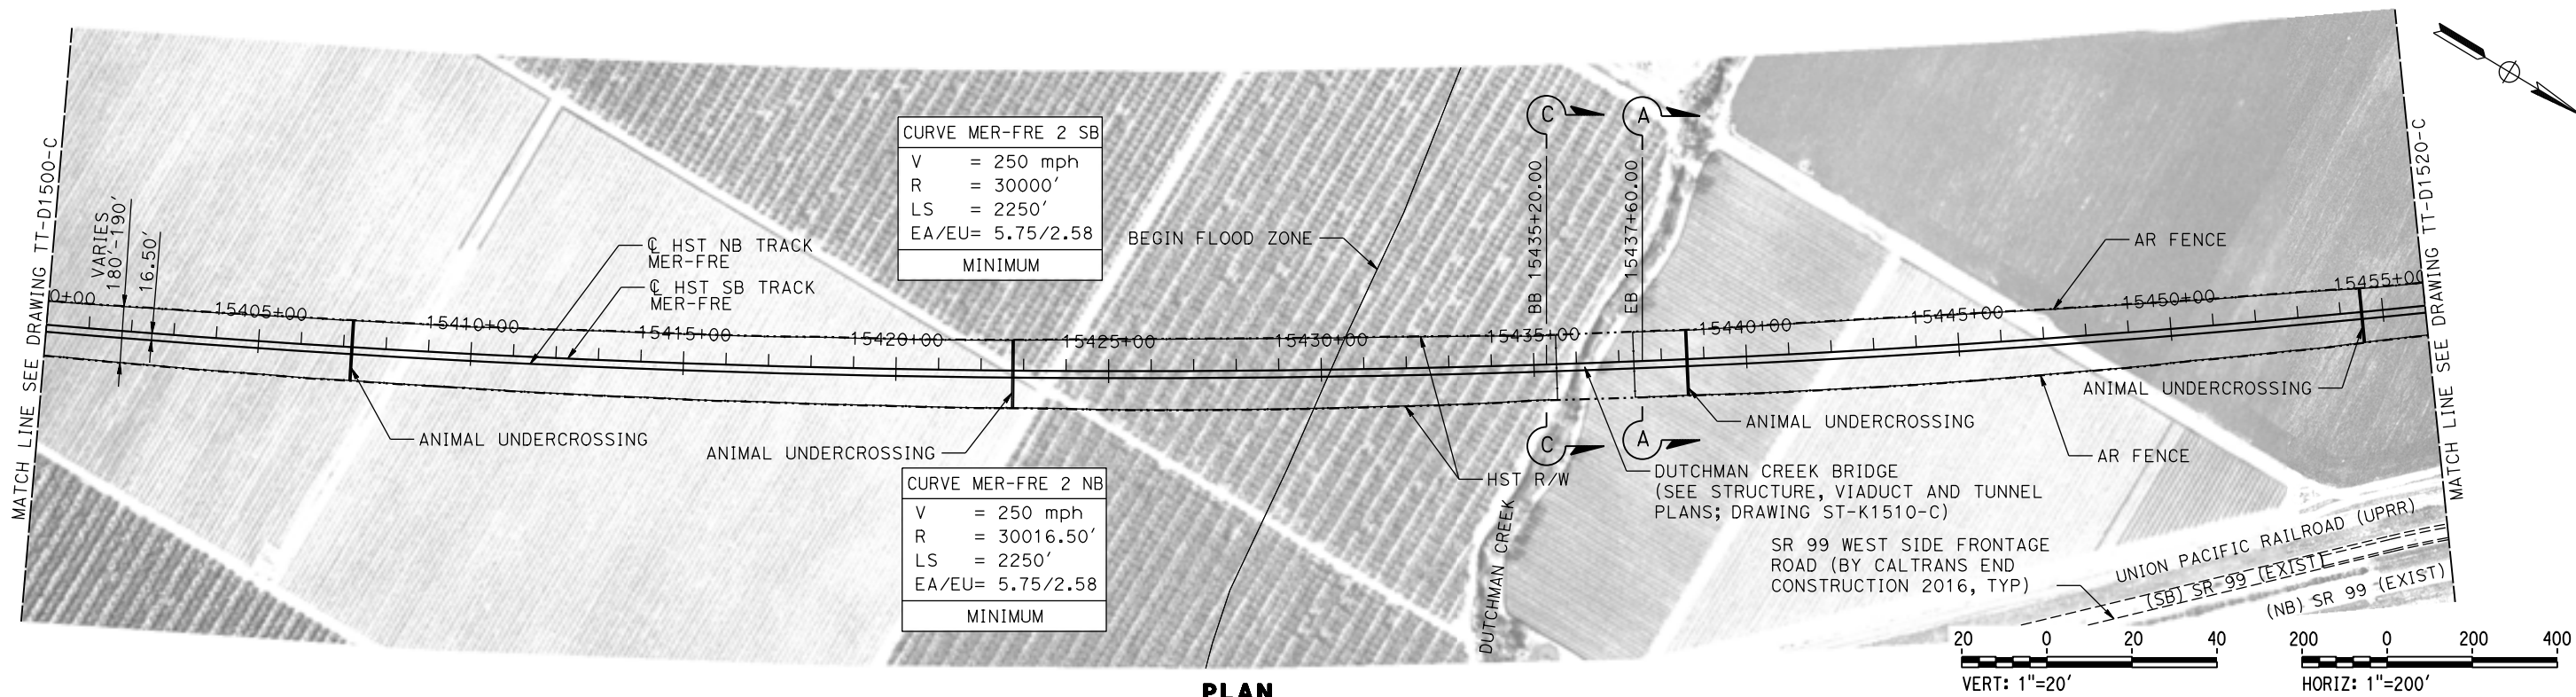 MATCH LINE SEE DRAWING TT-D1500-C
VARIES
180'-190'
16.50'
0+00
15405+00
15410+00
15415+00
15420+00
15425+00
15430+00
15435+00
15440+00
15445+00
15450+00
15455+00
℄ HST NB TRACK
MER-FRE
℄ HST SB TRACK
MER-FRE
CURVE MER-FRE 2 SB
V = 250 mph
R = 30000'
LS = 2250'
EA/EU= 5.75/2.58
MINIMUM
BEGIN FLOOD ZONE
C
A
BB 15435+20.00
EB 15437+60.00
AR FENCE
MATCH LINE SEE DRAWING TT-D1520-C
ANIMAL UNDERCROSSING
ANIMAL UNDERCROSSING
ANIMAL UNDERCROSSING
ANIMAL UNDERCROSSING
C
A
CURVE MER-FRE 2 NB
V = 250 mph
R = 30016.50'
LS = 2250'
EA/EU= 5.75/2.58
MINIMUM
HST R/W
DUTCHMAN CREEK
DUTCHMAN CREEK BRIDGE
(SEE STRUCTURE, VIADUCT AND TUNNEL
PLANS; DRAWING ST-K1510-C)
AR FENCE
SR 99 WEST SIDE FRONTAGE
ROAD (BY CALTRANS END
CONSTRUCTION 2016, TYP)
UNION PACIFIC RAILROAD (UPRR)
(SB) SR 99 (EXIST)
(NB) SR 99 (EXIST)
20 0 20 40
VERT: 1"=20'
200 0 200 400
HORIZ: 1"=200'
PLAN